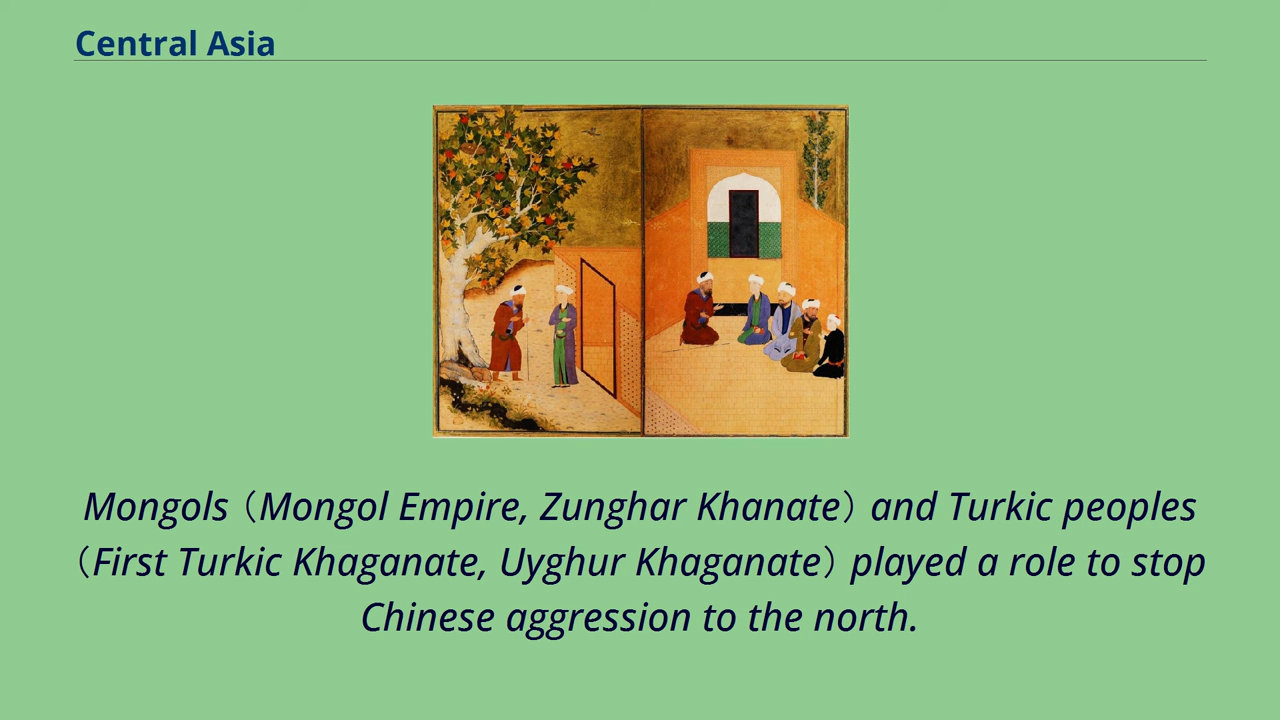 Central Asia
Mongols（Mongol Empire, Zunghar Khanate）and Turkic peoples
（First Turkic Khaganate, Uyghur Khaganate）played a role to stop
Chinese aggression to the north.